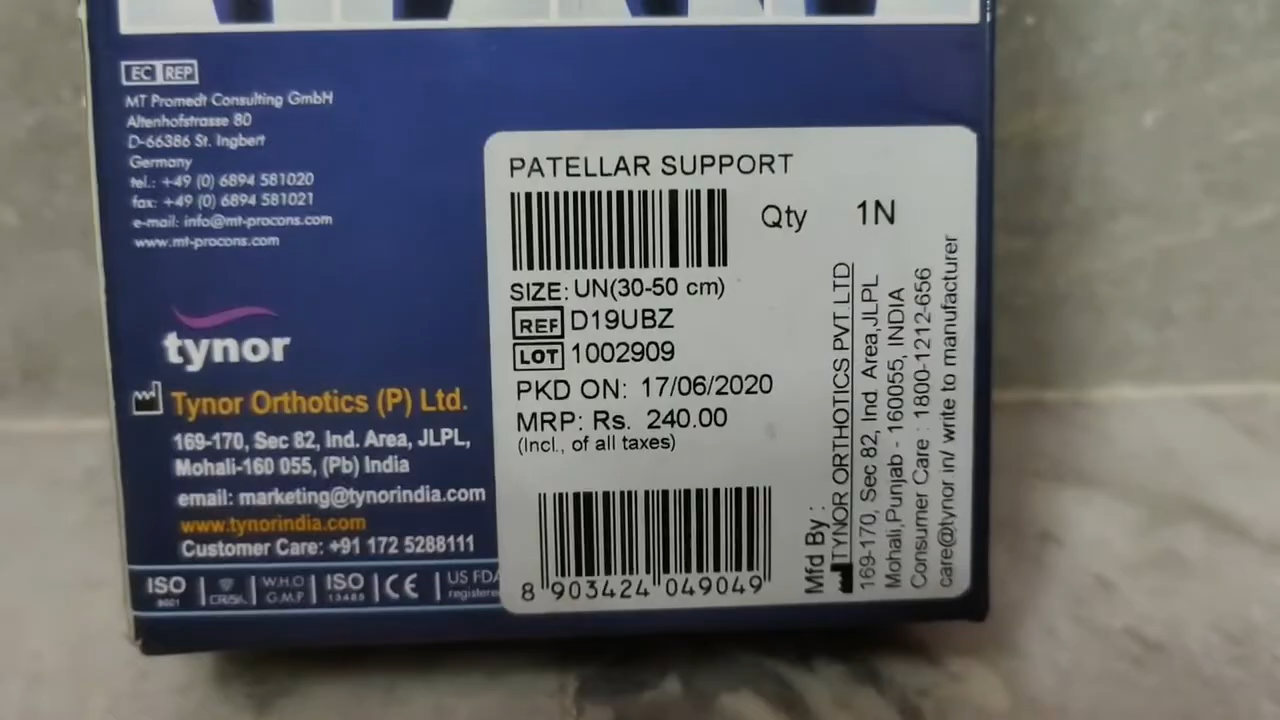 EC REP
MT Promedt Consulting GmbH
Altenhofstrasse 80
D-66386 St. Ingbert
Germany
tel.: +49 (0) 6894 581020
fax: +49 (0) 6894 581021
e-mail: info@mt-procons.com
www.mt-procons.com
tynor
Tynor Orthotics (P) Ltd.
169-170, Sec 82, Ind. Area, JLPL,
Mohali-160 055, (Pb) India
email: marketing@tynorindia.com
www.tynorindia.com
Customer Care: +91 172 5288111
ISO
9001
CRISIL
W.H.O
G.M.P
ISO
13485
CE
US FDA
PATELLAR SUPPORT
Qty 1N
SIZE: UN(30-50 cm)
REF D19UBZ
LOT 1002909
PKD ON: 17/06/2020
MRP: Rs. 240.00
(Incl., of all taxes)
8 903424 049049
Mfd By :
TYNOR ORTHOTICS PVT LTD
169-170, Sec 82, Ind. Area,JLPL
Mohali,Punjab - 160055, INDIA
Consumer Care : 1800-1212-656
care@tynor in/ write to manufacturer